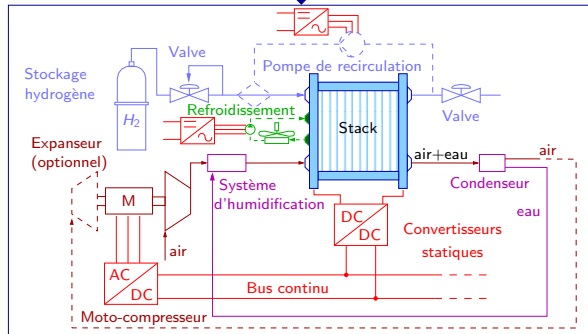 Valve
Pompe de recirculation
Stockage
hydrogène
H2
Valve
Refroidissement
Stack
Expanseur
(optionnel)
air+eau
air
M
Système
d'humidification
Condenseur
eau
air
DC
DC
Convertisseurs
statiques
AC
DC
Bus continu
Moto-compresseur